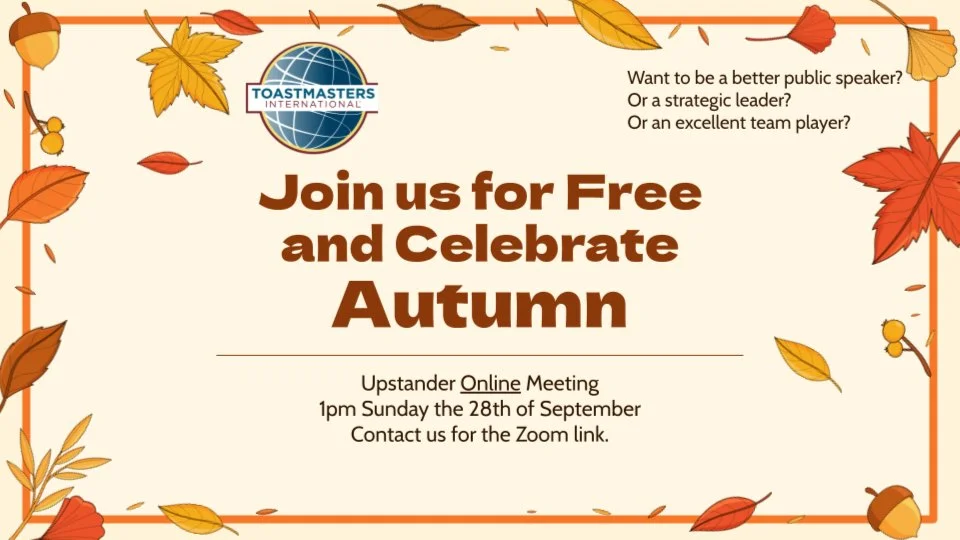 TOASTMASTERS
INTERNATIONAL
Want to be a better public speaker?
Or a strategic leader?
Or an excellent team player?
Join us for Free
and Celebrate
Autumn
Upstander Online Meeting
1pm Sunday the 28th of September
Contact us for the Zoom link.